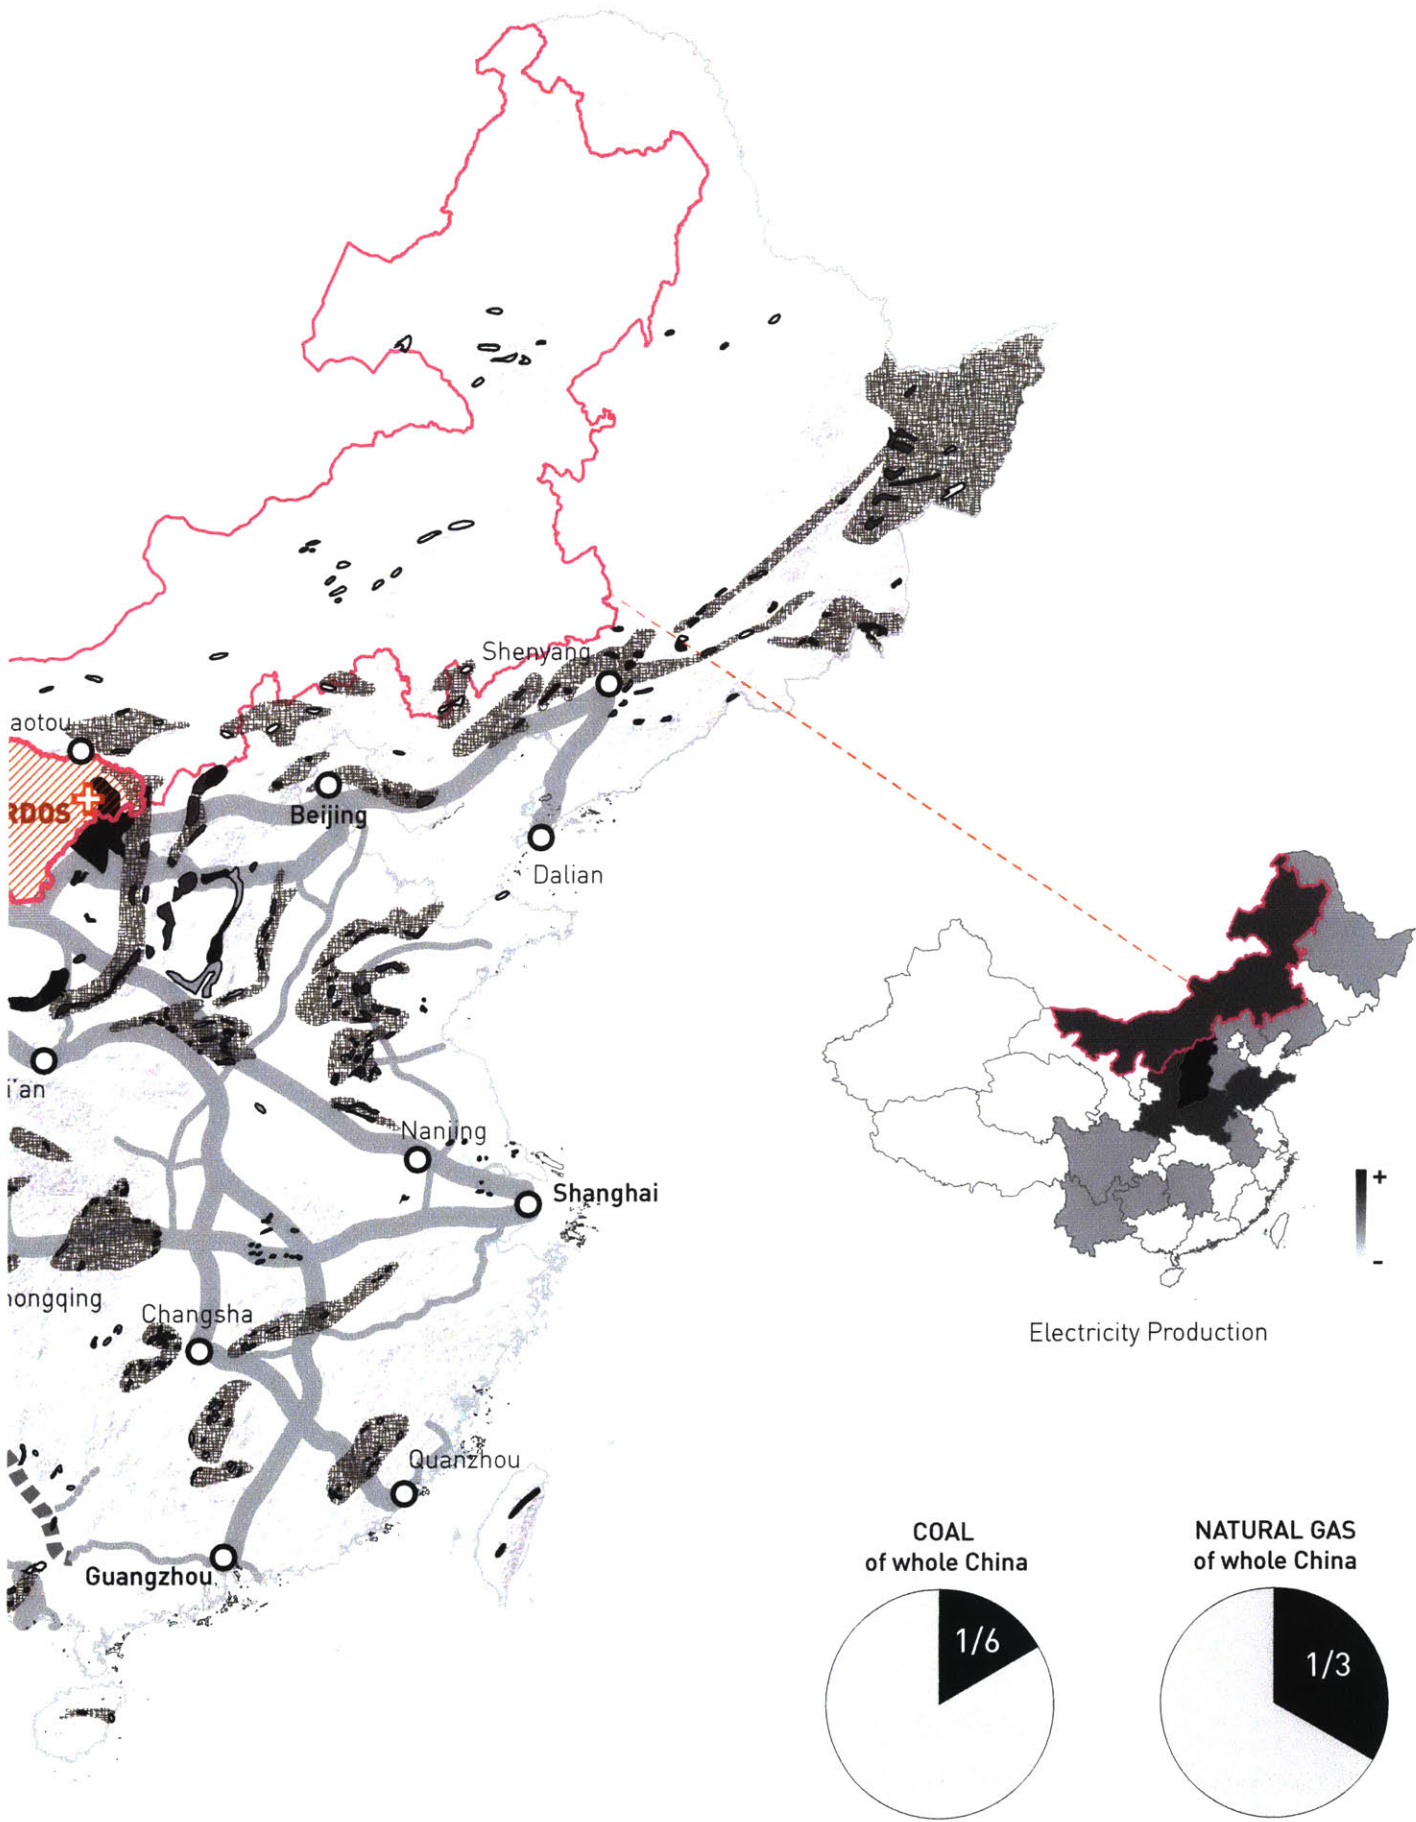 Shenyang
aotou
RDOS
Beijing
Dalian
i'an
Nanjing
Shanghai
+
-
hongqing
Changsha
Electricity Production
Quanzhou
Guangzhou
COAL
of whole China
NATURAL GAS
of whole China
1/6
1/3